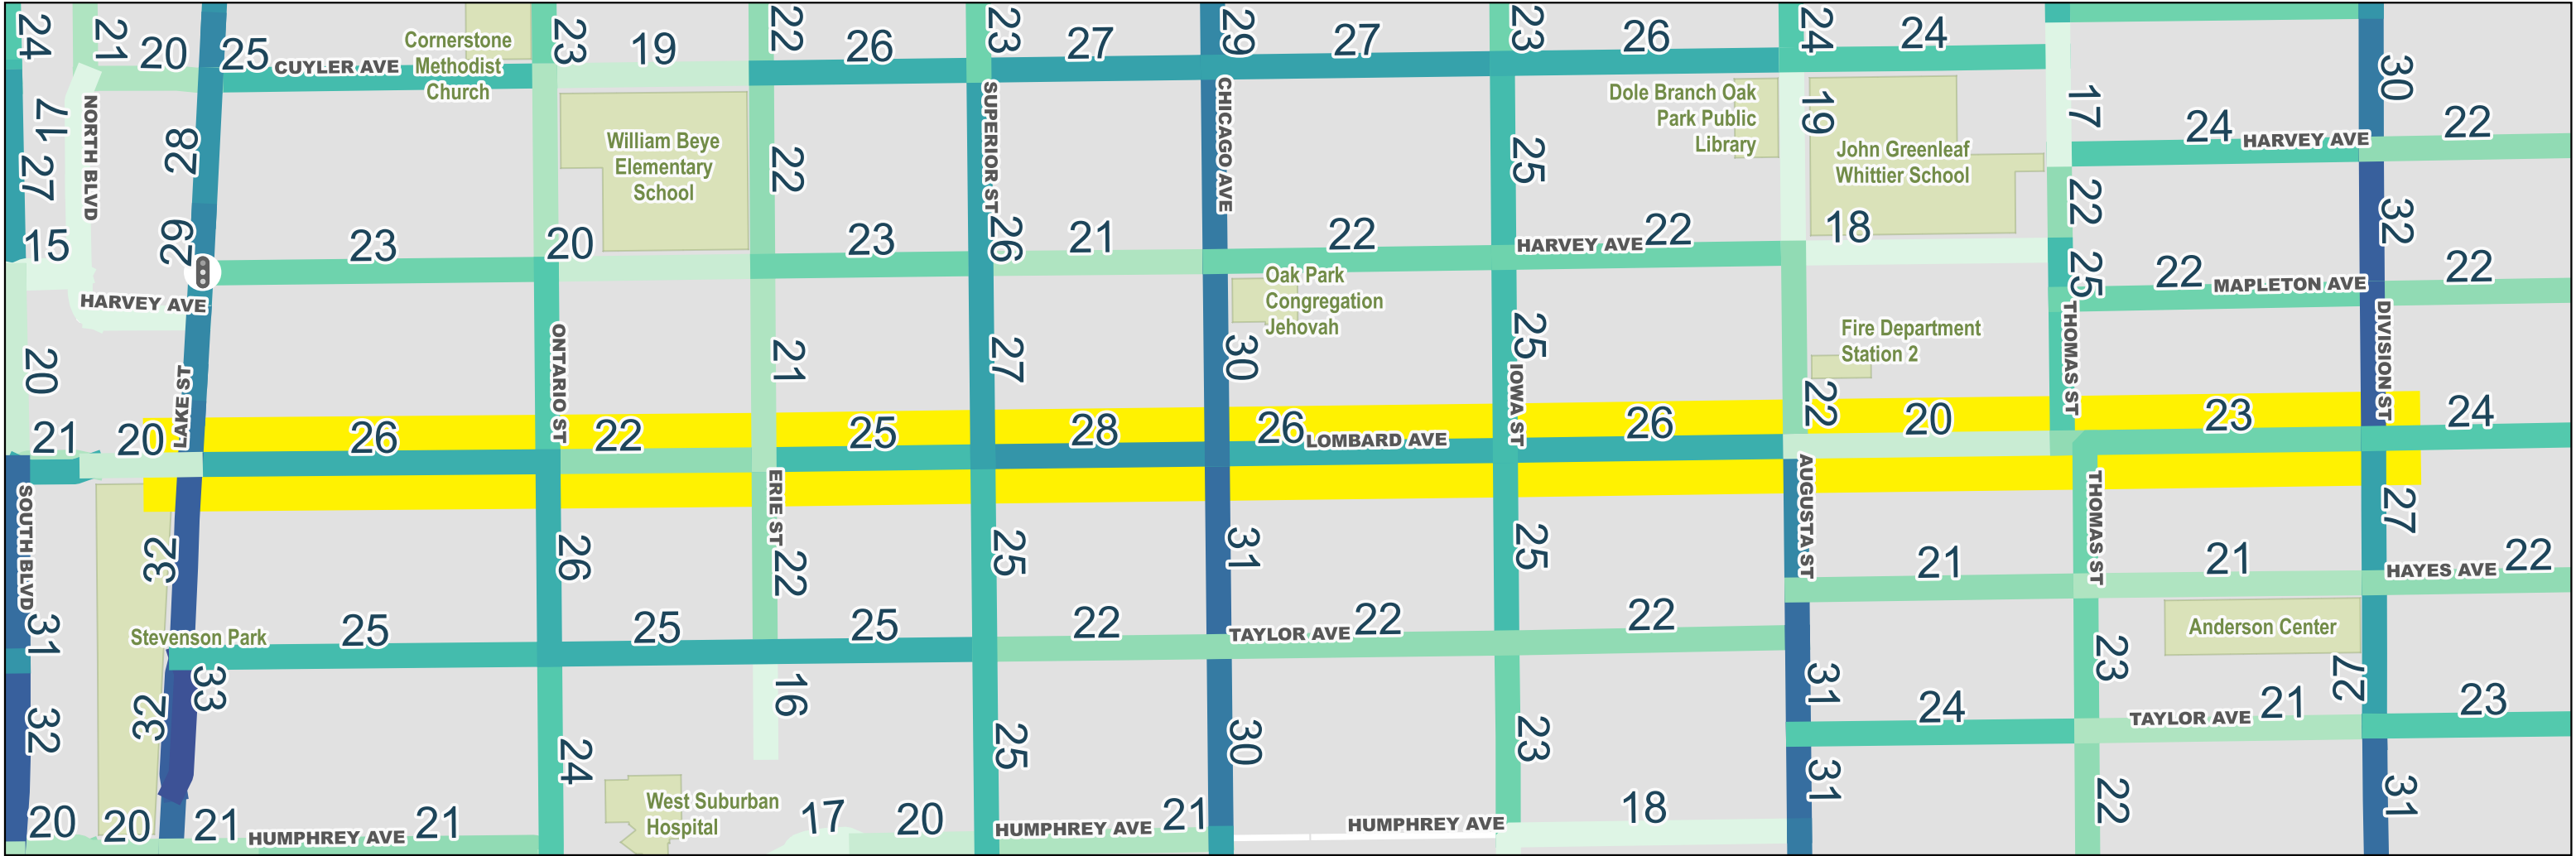 24
21
20
25
CUYLER AVE
Cornerstone
Methodist
Church
23
19
22
26
23
27
29
27
23
26
24
24
17
NORTH BLVD
28
William Beye
Elementary
School
22
SUPERIOR ST
CHICAGO AVE
25
Dole Branch Oak
Park Public
Library
19
John Greenleaf
Whittier School
17
24
HARVEY AVE
30
22
27
15
29
23
20
23
26
21
22
HARVEY AVE
22
18
22
32
HARVEY AVE
Oak Park
Congregation
Jehovah
25
22
MAPLETON AVE
22
20
LAKE ST
ONTARIO ST
21
27
30
25
IOWA ST
Fire Department
Station 2
22
THOMAS ST
DIVISION ST
21
20
26
22
25
28
26
LOMBARD AVE
26
20
23
24
SOUTH BLVD
32
26
ERIE ST
22
25
31
25
AUGUSTA ST
21
THOMAS ST
21
27
HAYES AVE
22
31
Stevenson Park
25
25
25
22
TAYLOR AVE
22
22
Anderson Center
32
32
33
16
31
24
23
TAYLOR AVE
21
27
23
24
25
30
23
31
22
31
20
20
21
HUMPHREY AVE
21
West Suburban
Hospital
17
20
HUMPHREY AVE
21
HUMPHREY AVE
18